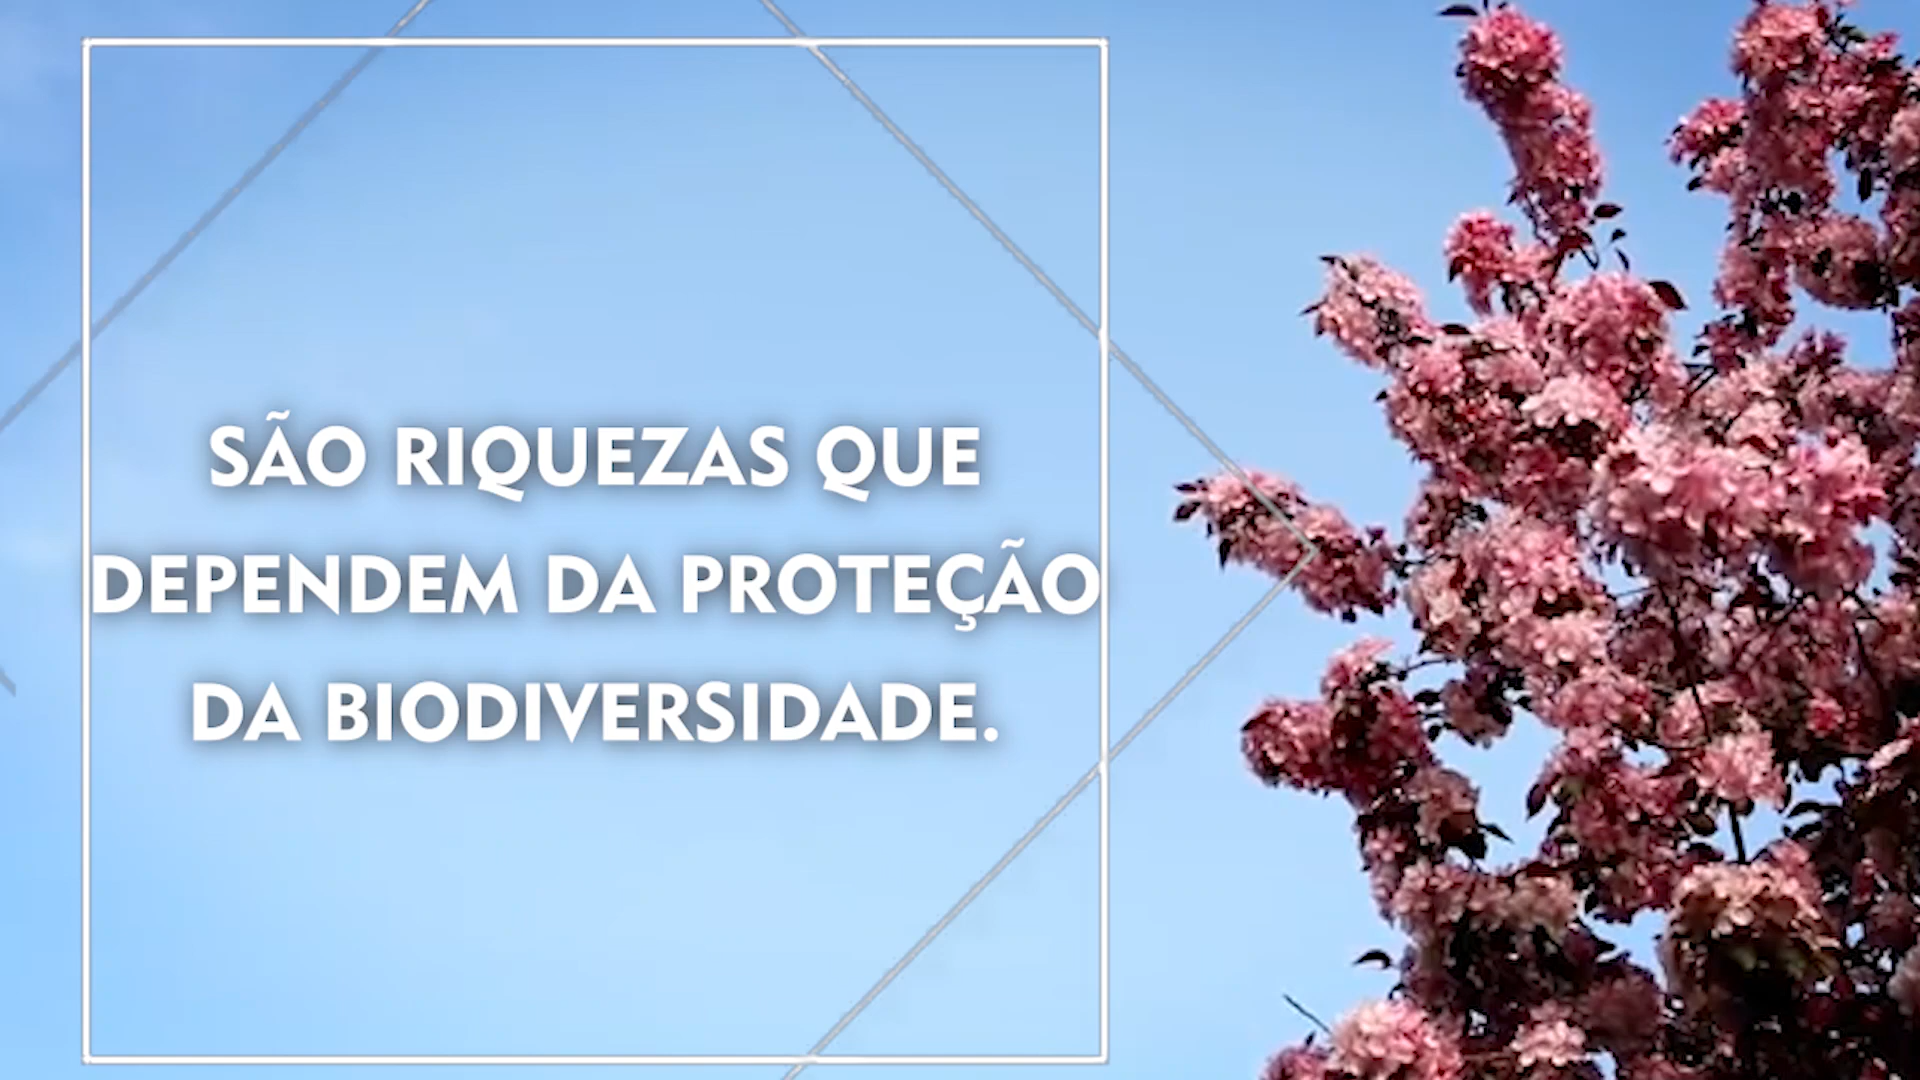 SÃO RIQUEZAS QUE
DEPENDEM DA PROTEÇÃO
DA BIODIVERSIDADE.